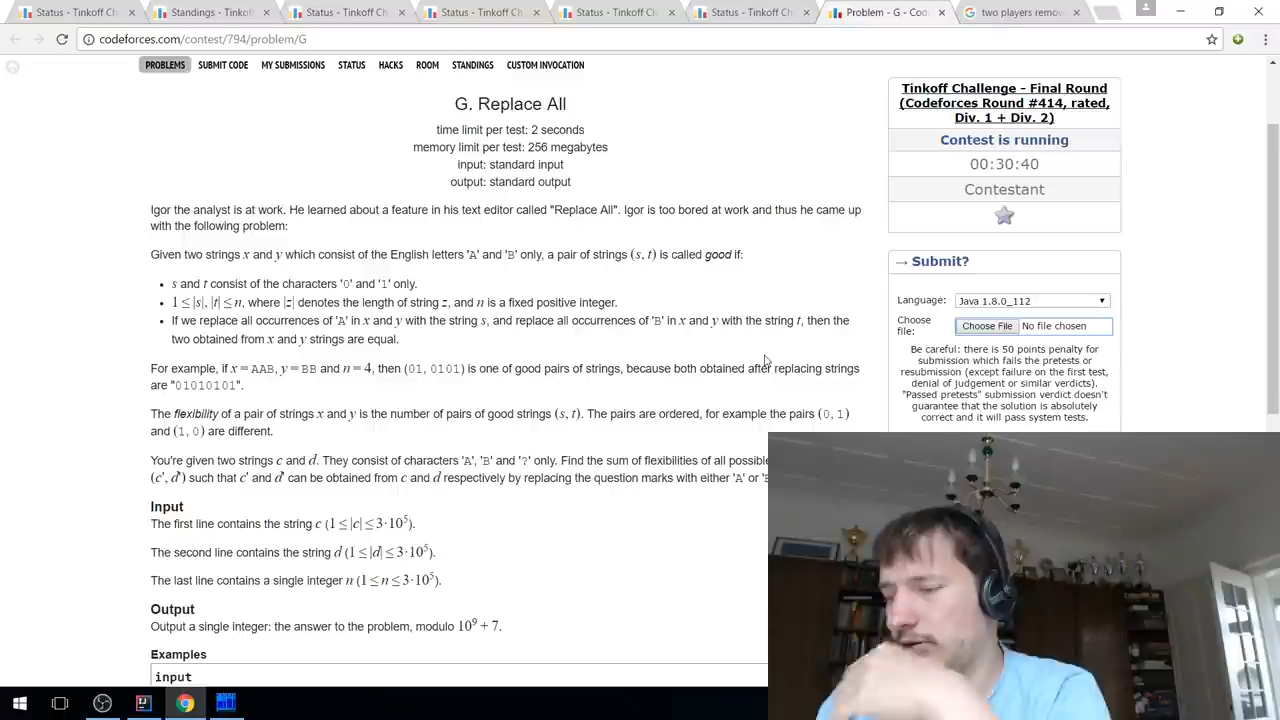 Status - Tinkoff C
Standings - Tinkoff
Status - Tinkoff Ch
Status - Tinkoff Ch
Status - Tinkoff Ch
Status - Tinkoff Ch
Problem - G - Code
two players remov
codeforces.com/contest/794/problem/G
PROBLEMS SUBMIT CODE MY SUBMISSIONS STATUS HACKS ROOM STANDINGS CUSTOM INVOCATION
G. Replace All
time limit per test: 2 seconds
memory limit per test: 256 megabytes
input: standard input
output: standard output
Igor the analyst is at work. He learned about a feature in his text editor called "Replace All". Igor is too bored at work and thus he came up
with the following problem:
Given two strings x and y which consist of the English letters 'A' and 'B' only, a pair of strings (s, t) is called good if:
• s and t consist of the characters '0' and '1' only.
• 1 ≤ |s|, |t| ≤ n, where |z| denotes the length of string z, and n is a fixed positive integer.
• If we replace all occurrences of 'A' in x and y with the string s, and replace all occurrences of 'B' in x and y with the string t, then the
two obtained from x and y strings are equal.
For example, if x = AAB, y = BB and n = 4, then (01, 0101) is one of good pairs of strings, because both obtained after replacing strings
are "01010101".
The flexibility of a pair of strings x and y is the number of pairs of good strings (s, t). The pairs are ordered, for example the pairs (0, 1)
and (1, 0) are different.
You're given two strings c and d. They consist of characters 'A', 'B' and '?' only. Find the sum of flexibilities of all possible
(c', d') such that c' and d' can be obtained from c and d respectively by replacing the question marks with either 'A' or 'B
Input
The first line contains the string c (1 ≤ |c| ≤ 3·10⁵).
The second line contains the string d (1 ≤ |d| ≤ 3·10⁵).
The last line contains a single integer n (1 ≤ n ≤ 3·10⁵).
Output
Output a single integer: the answer to the problem, modulo 10⁹ + 7.
Examples
input
Tinkoff Challenge - Final Round
(Codeforces Round #414, rated,
Div. 1 + Div. 2)
Contest is running
00:30:40
Contestant
→ Submit?
Language: Java 1.8.0_112
Choose
file: Choose File No file chosen
Be careful: there is 50 points penalty for
submission which fails the pretests or
resubmission (except failure on the first test,
denial of judgement or similar verdicts).
"Passed pretests" submission verdict doesn't
guarantee that the solution is absolutely
correct and it will pass system tests.